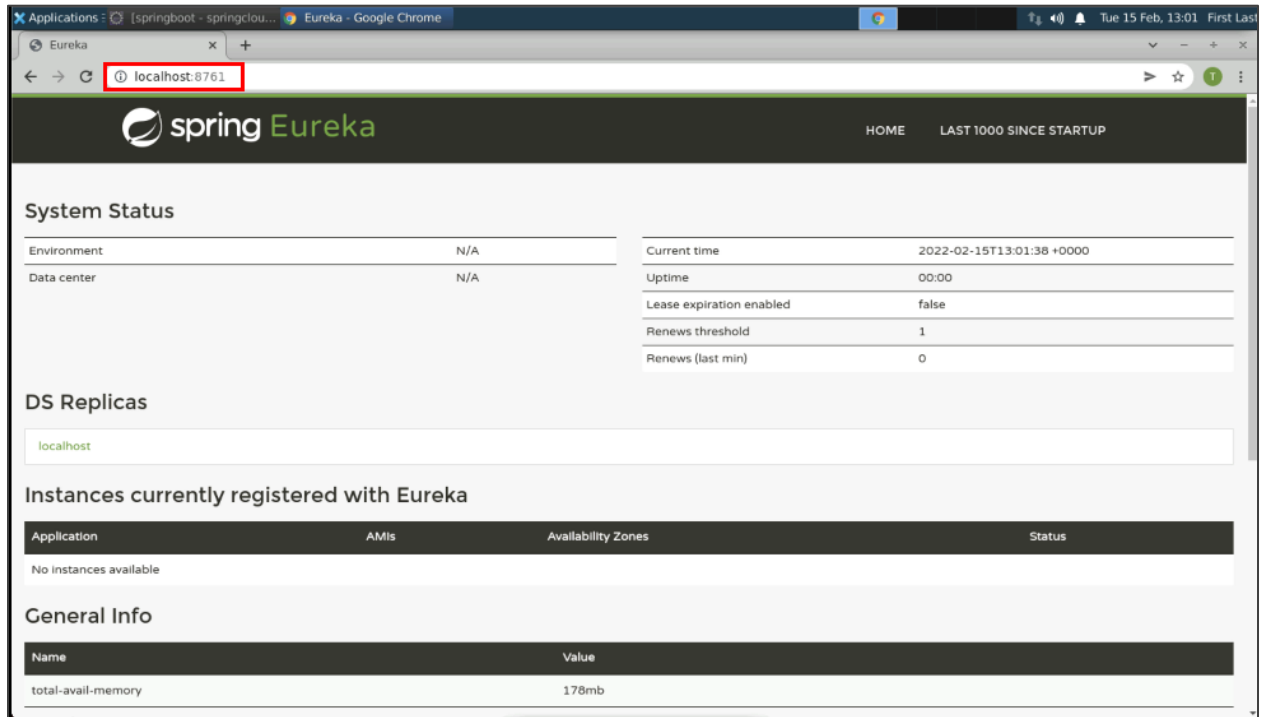 Applications : [springboot - springclou... Eureka - Google Chrome Tue 15 Feb, 13:01 First Last
Eureka
localhost:8761 T
spring Eureka HOME LAST 1000 SINCE STARTUP
System Status
Environment N/A
Data center N/A
Current time 2022-02-15T13:01:38 +0000
Uptime 00:00
Lease expiration enabled false
Renews threshold 1
Renews (last min) 0
DS Replicas
localhost
Instances currently registered with Eureka
Application AMIs Availability Zones Status
No instances available
General Info
Name Value
total-avail-memory 178mb